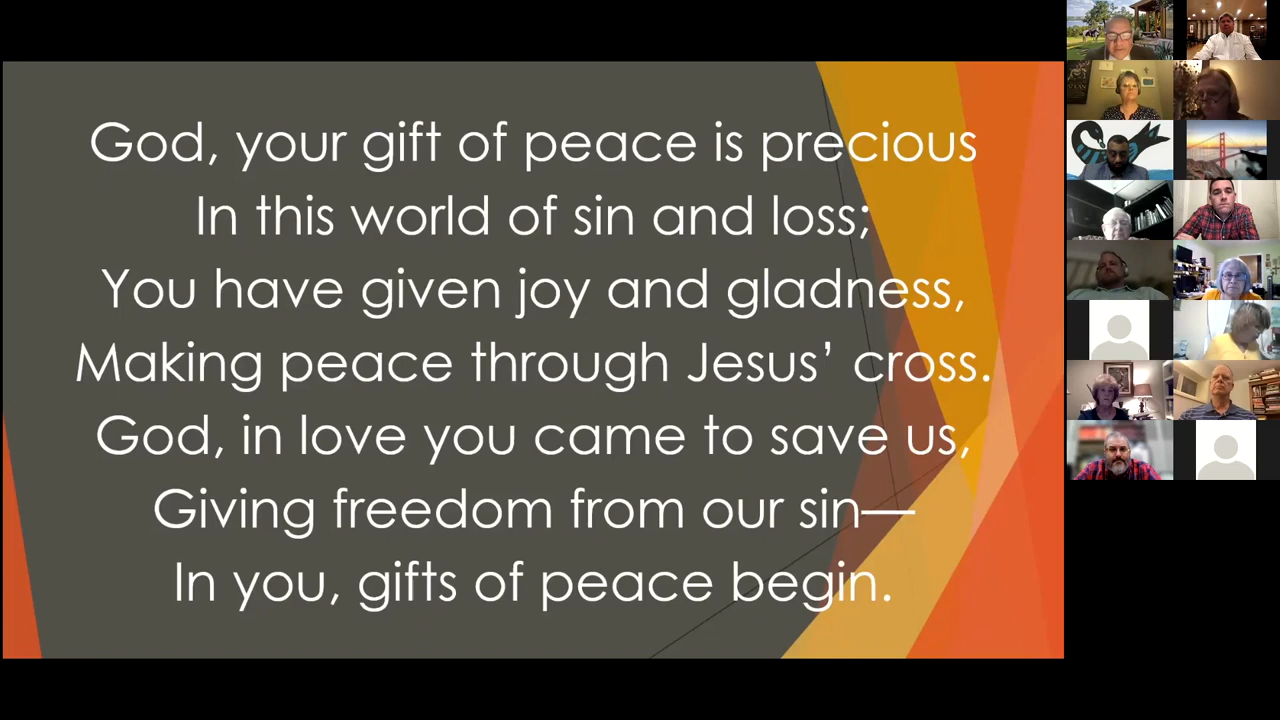 God, your gift of peace is precious
In this world of sin and loss;
You have given joy and gladness,
Making peace through Jesus’ cross.
God, in love you came to save us,
Giving freedom from our sin—
In you, gifts of peace begin.